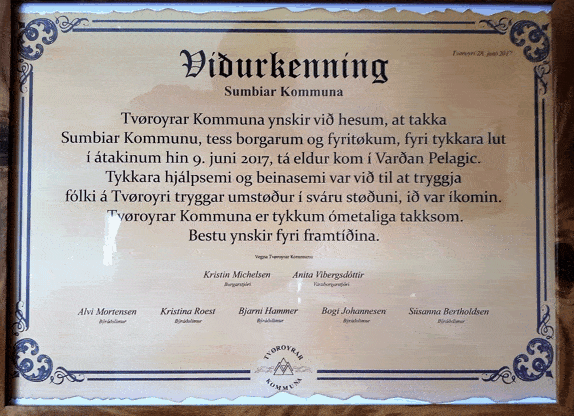 Tvøroyri 28. juni 2017
Viðurkenning
Sumbiar Kommuna
Tvøroyrar Kommuna ynskir við hesum, at takka
Sumbiar Kommunu, tess borgarum og fyritøkum, fyri tykkara lut
í átakinum hin 9. juni 2017, tá eldur kom í Varðan Pelagic.
Tykkara hjálpsemi og beinasemi var við til at tryggja
fólki á Tvøroyri tryggar umstøður í sváru støðuni, ið var íkomin.
Tvøroyrar Kommuna er tykkum ómetaliga takksom.
Bestu ynskir fyri framtíðina.
Vegna Tvøroyrar Kommunu
Kristin Michelsen Anita Vibergsdóttir
Borgarstjóri Varaborgarstjóri
Alvi Mortensen Kristina Roest Bjarni Hammer Bogi Johannesen Súsanna Bertholdsen
Býráðslimur Býráðslimur Býráðslimur Býráðslimur Býráðslimur
TVØROYRAR
KOMMUNA